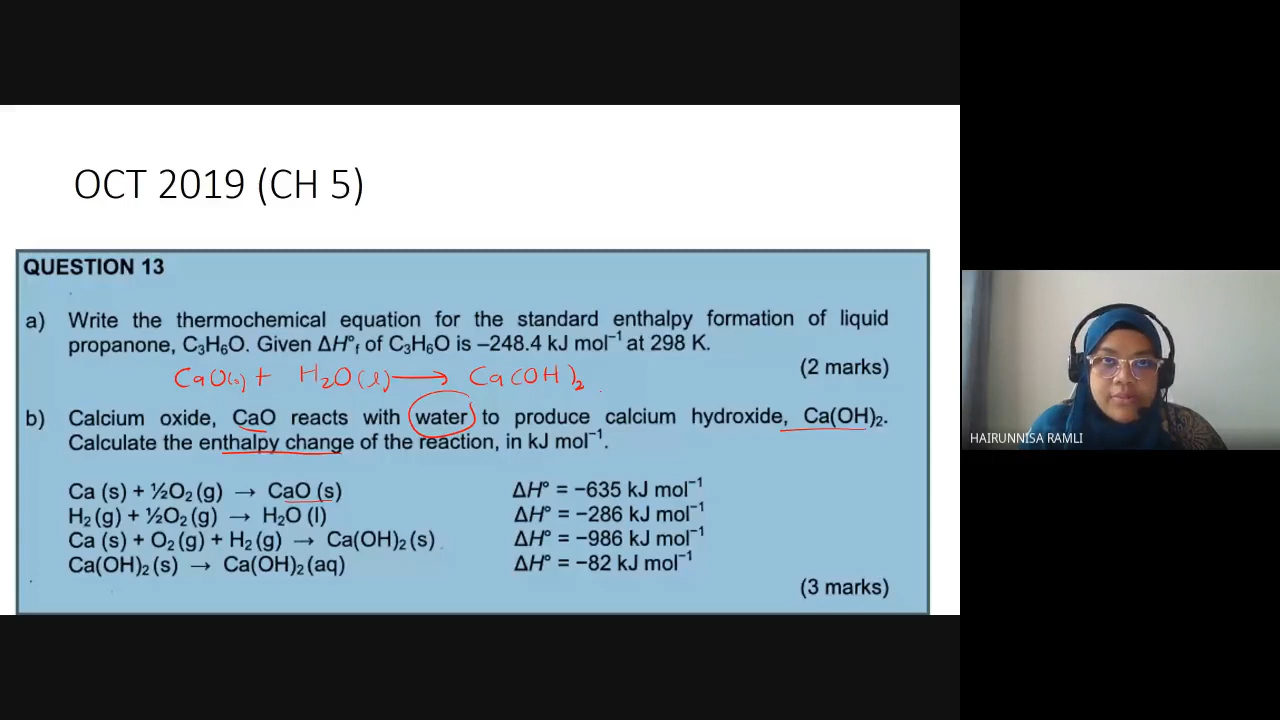 OCT 2019 (CH 5)
QUESTION 13
a) Write the thermochemical equation for the standard enthalpy formation of liquid
propanone, C₃H₆O. Given ΔH°f of C₃H₆O is –248.4 kJ mol⁻¹ at 298 K.
(2 marks)
CaO(s) + H₂O(l) ⟶ Ca(OH)₂
b) Calcium oxide, CaO reacts with water to produce calcium hydroxide, Ca(OH)₂.
Calculate the enthalpy change of the reaction, in kJ mol⁻¹.
Ca (s) + ½O₂ (g) → CaO (s) ΔH° = −635 kJ mol⁻¹
H₂ (g) + ½O₂ (g) → H₂O (l) ΔH° = −286 kJ mol⁻¹
Ca (s) + O₂ (g) + H₂ (g) → Ca(OH)₂ (s) ΔH° = −986 kJ mol⁻¹
Ca(OH)₂ (s) → Ca(OH)₂ (aq) ΔH° = −82 kJ mol⁻¹
(3 marks)
HAIRUNNISA RAMLI